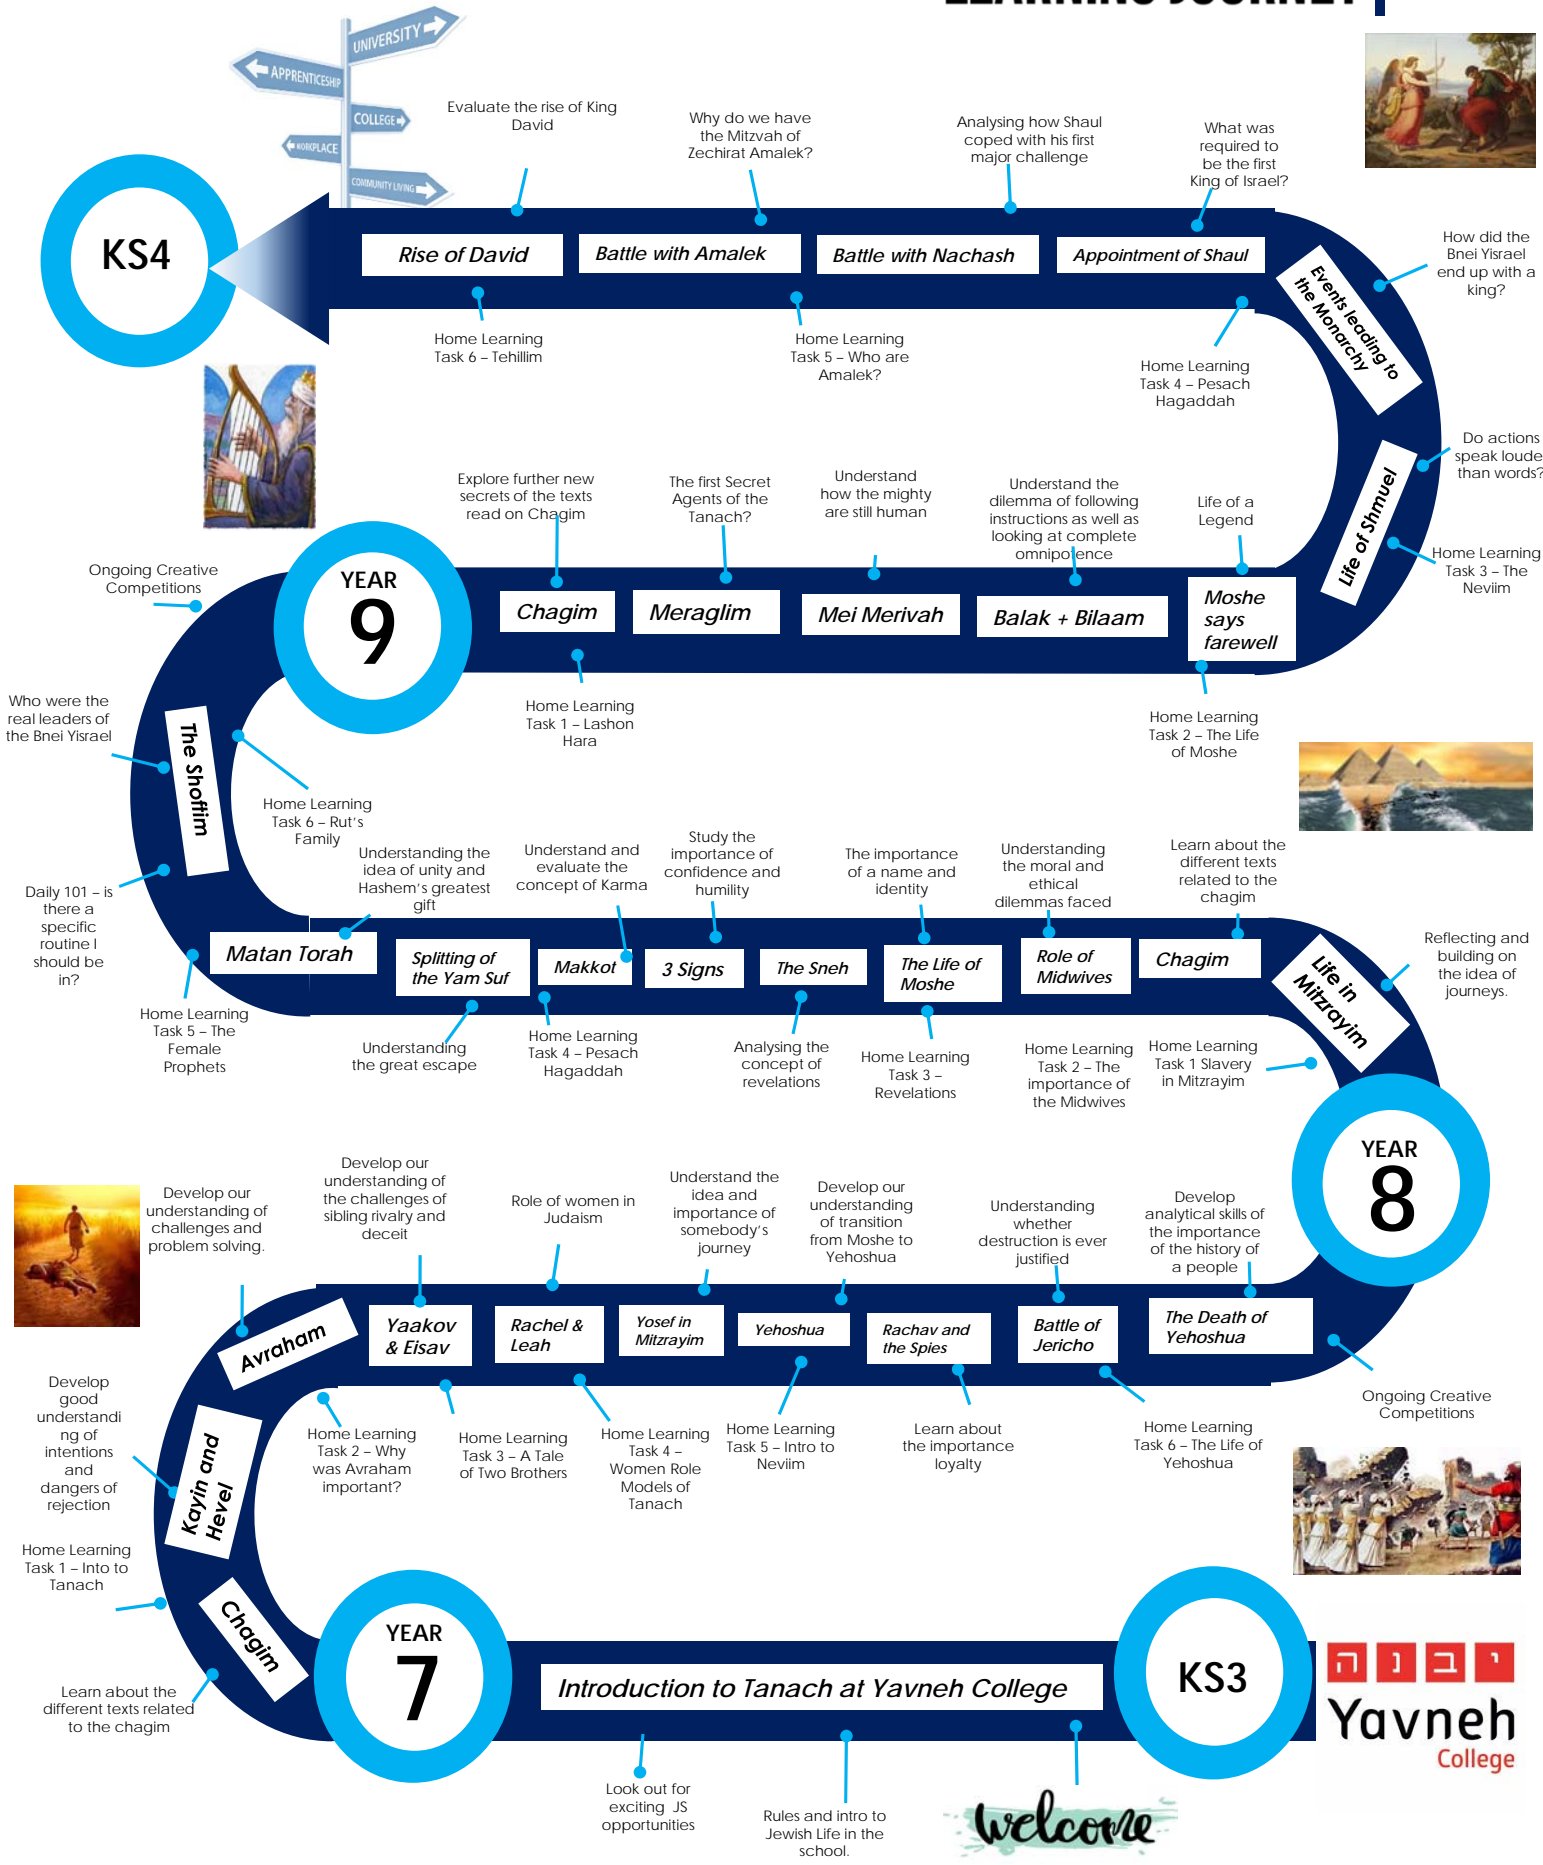 UNIVERSITY
APPRENTICESHIP
COLLEGE
WORKPLACE
COMMUNITY LIVING
Evaluate the rise of King
David
Why do we have
the Mitzvah of
Zechirat Amalek?
Analysing how Shaul
coped with his first
major challenge
What was
required to
be the first
King of Israel?
KS4
Rise of David
Battle with Amalek
Battle with Nachash
Appointment of Shaul
Events leading to
the Monarchy
How did the
Bnei Yisrael
end up with a
king?
Home Learning
Task 6 – Tehillim
Home Learning
Task 5 – Who are
Amalek?
Home Learning
Task 4 – Pesach
Hagaddah
Do actions
speak loude
than words?
Life of Shmuel
Home Learning
Task 3 – The
Neviim
Explore further new
secrets of the texts
read on Chagim
The first Secret
Agents of the
Tanach?
Understand
how the mighty
are still human
Understand the
dilemma of following
instructions as well as
looking at complete
omnipotence
Life of a
Legend
Ongoing Creative
Competitions
YEAR
9
Chagim
Meraglim
Mei Merivah
Balak + Bilaam
Moshe
says
farewell
Home Learning
Task 1 – Lashon
Hara
Home Learning
Task 2 – The Life
of Moshe
Who were the
real leaders of
the Bnei Yisrael
The Shoftim
Home Learning
Task 6 – Rut's
Family
Daily 101 – is
there a
specific
routine I
should be
in?
Understanding the
idea of unity and
Hashem's greatest
gift
Understand and
evaluate the
concept of Karma
Study the
importance of
confidence and
humility
The importance
of a name and
identity
Understanding
the moral and
ethical
dilemmas faced
Learn about the
different texts
related to the
chagim
Matan Torah
Splitting of
the Yam Suf
Makkot
3 Signs
The Sneh
The Life of
Moshe
Role of
Midwives
Chagim
Life in
Mitzrayim
Reflecting and
building on
the idea of
journeys.
Home Learning
Task 5 – The
Female
Prophets
Understanding
the great escape
Home Learning
Task 4 – Pesach
Hagaddah
Analysing the
concept of
revelations
Home Learning
Task 3 –
Revelations
Home Learning
Task 2 – The
importance of
the Midwives
Home Learning
Task 1 Slavery
in Mitzrayim
YEAR
8
Develop our
understanding of
challenges and
problem solving.
Develop our
understanding of
the challenges of
sibling rivalry and
deceit
Role of women in
Judaism
Understand the
idea and
importance of
somebody's
journey
Develop our
understanding
of transition
from Moshe to
Yehoshua
Understanding
whether
destruction is ever
justified
Develop
analytical skills of
the importance
of the history of
a people
Avraham
Yaakov
& Eisav
Rachel &
Leah
Yosef in
Mitzrayim
Yehoshua
Rachav and
the Spies
Battle of
Jericho
The Death of
Yehoshua
Ongoing Creative
Competitions
Develop
good
understandi
ng of
intentions
and
dangers of
rejection
Kayin and
Hevel
Home Learning
Task 2 – Why
was Avraham
important?
Home Learning
Task 3 – A Tale
of Two Brothers
Home Learning
Task 4 –
Women Role
Models of
Tanach
Home Learning
Task 5 – Intro to
Neviim
Learn about
the importance
loyalty
Home Learning
Task 6 – The Life of
Yehoshua
Home Learning
Task 1 – Into to
Tanach
Chagim
Learn about the
different texts related
to the chagim
YEAR
7
Introduction to Tanach at Yavneh College
KS3
יבנה
Yavneh
College
Look out for
exciting JS
opportunities
Rules and intro to
Jewish Life in the
school.
welcome